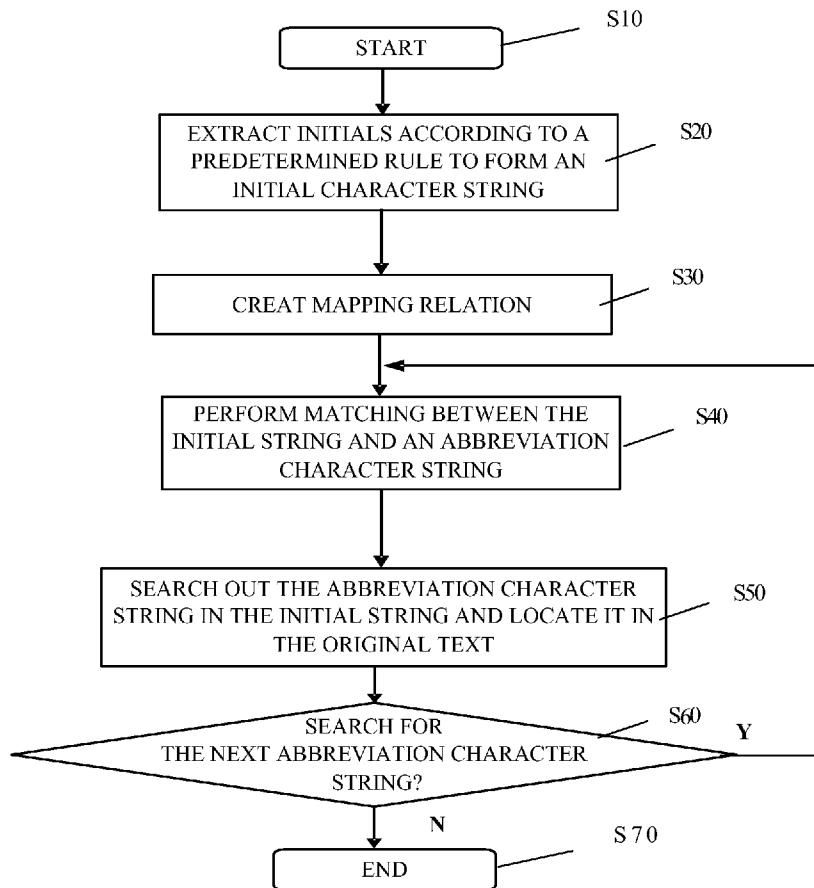 S10
START
EXTRACT INITIALS ACCORDING TO A
PREDETERMINED RULE TO FORM AN
INITIAL CHARACTER STRING
S20
S30
CREAT MAPPING RELATION
PERFORM MATCHING BETWEEN THE
INITIAL STRING AND AN ABBREVIATION
CHARACTER STRING
S40
SEARCH OUT THE ABBREVIATION CHARACTER
STRING IN THE INITIAL STRING AND LOCATE IT IN
THE ORIGINAL TEXT
S50
SEARCH FOR
THE NEXT ABBREVIATION CHARACTER
STRING?
S60
Y
N
S70
END